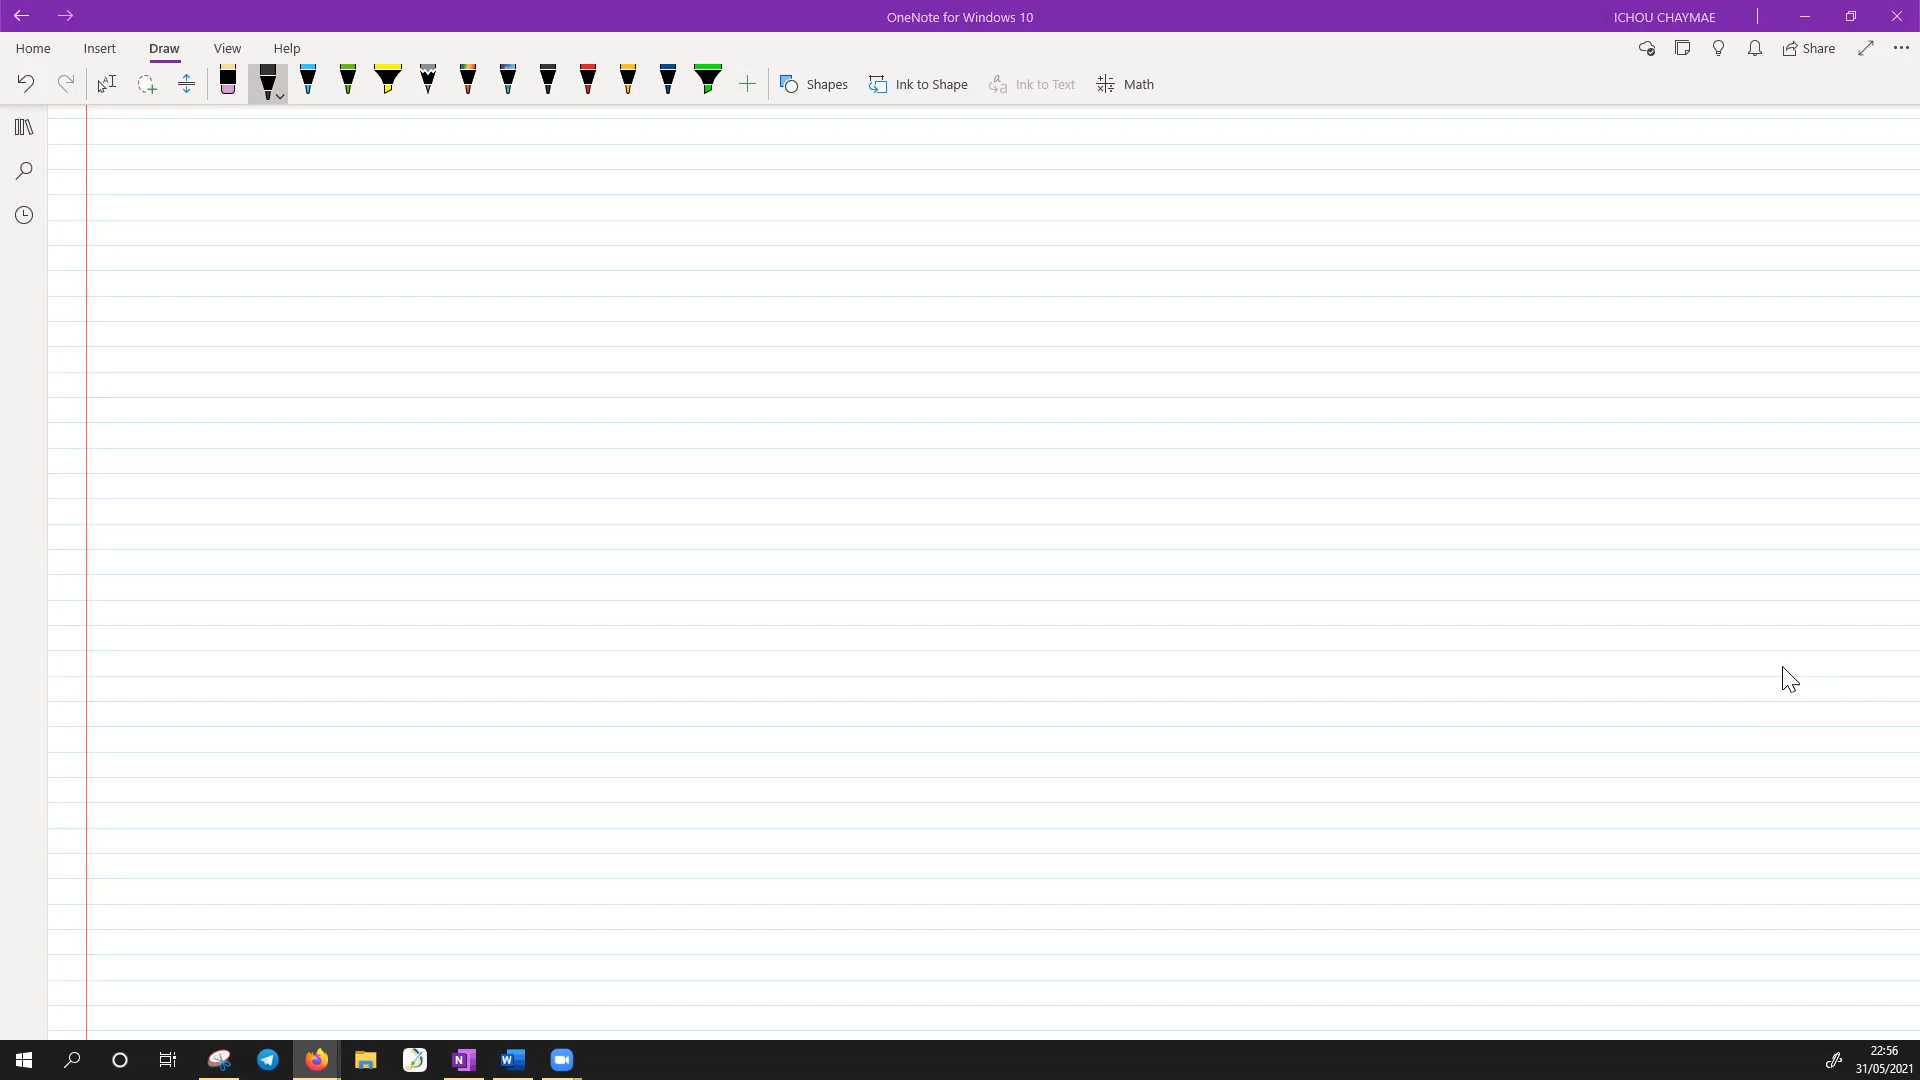 OneNote for Windows 10
ICHOU CHAYMAE
Home Insert Draw View Help
Share
Shapes Ink to Shape Ink to Text Math
22:56
31/05/2021